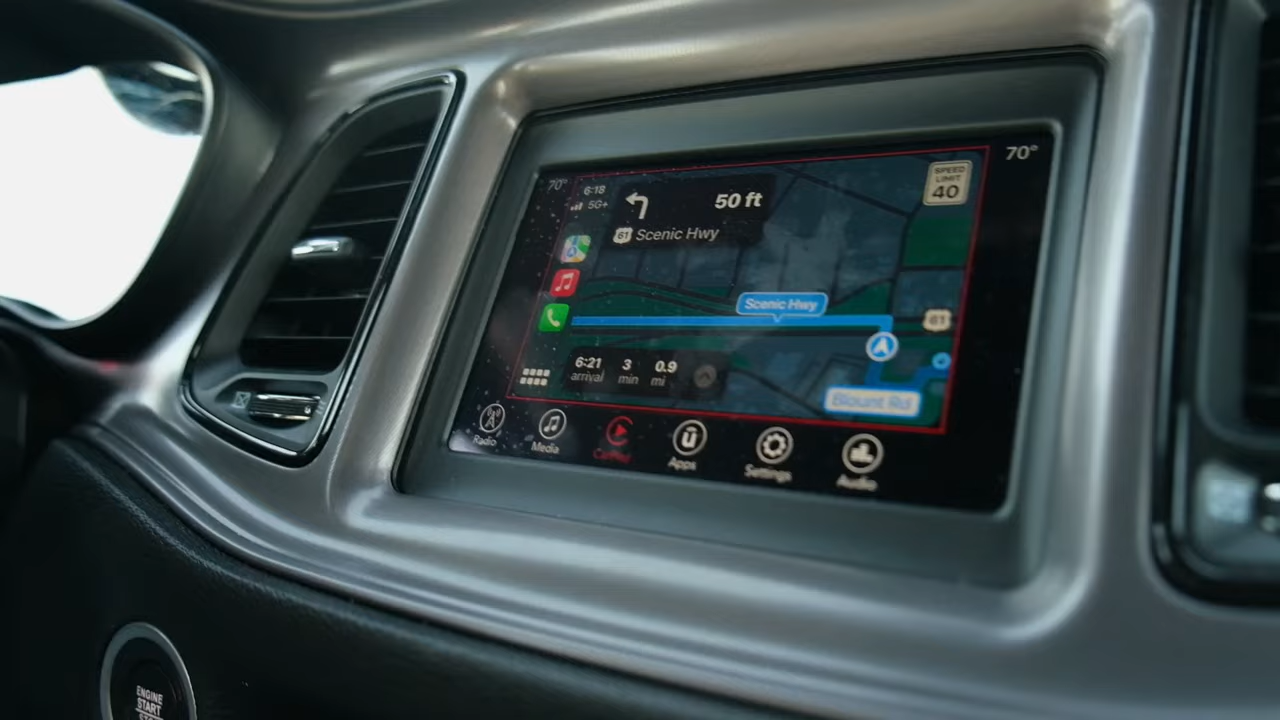 70°
70°
6:18
5G+
50 ft
61 Scenic Hwy
SPEED
LIMIT
40
Scenic Hwy
61
6:21 3 0.9
arrival min mi
Blount Rd
Radio
Media
CarPlay
Apps
Settings
Audio
ENGINE
START